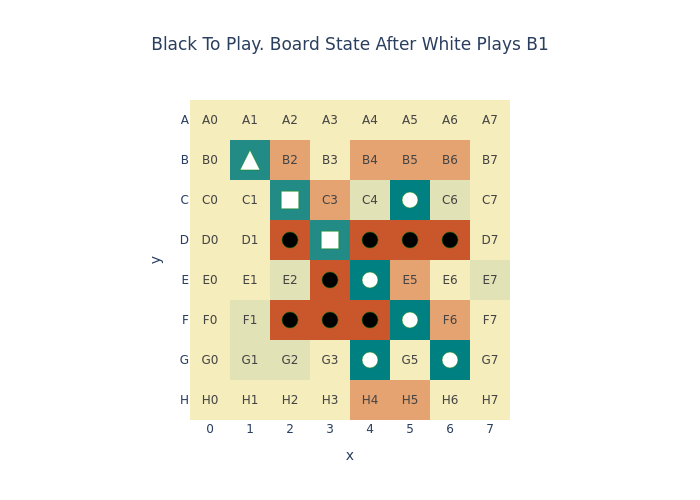 Black To Play. Board State After White Plays B1
A A0 A1 A2 A3 A4 A5 A6 A7
B B0 B2 B3 B4 B5 B6 B7
C C0 C1 C3 C4 C6 C7
D D0 D1 D7
E E0 E1 E2 E5 E6 E7
F F0 F1 F6 F7
G G0 G1 G2 G3 G5 G7
H H0 H1 H2 H3 H4 H5 H6 H7
0 1 2 3 4 5 6 7
x
y